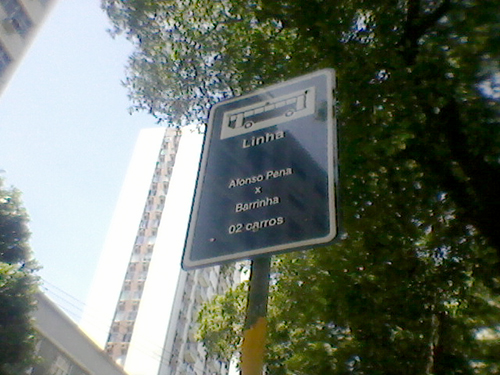 Linha
Afonso Pena
x
Barrinha
02 carros